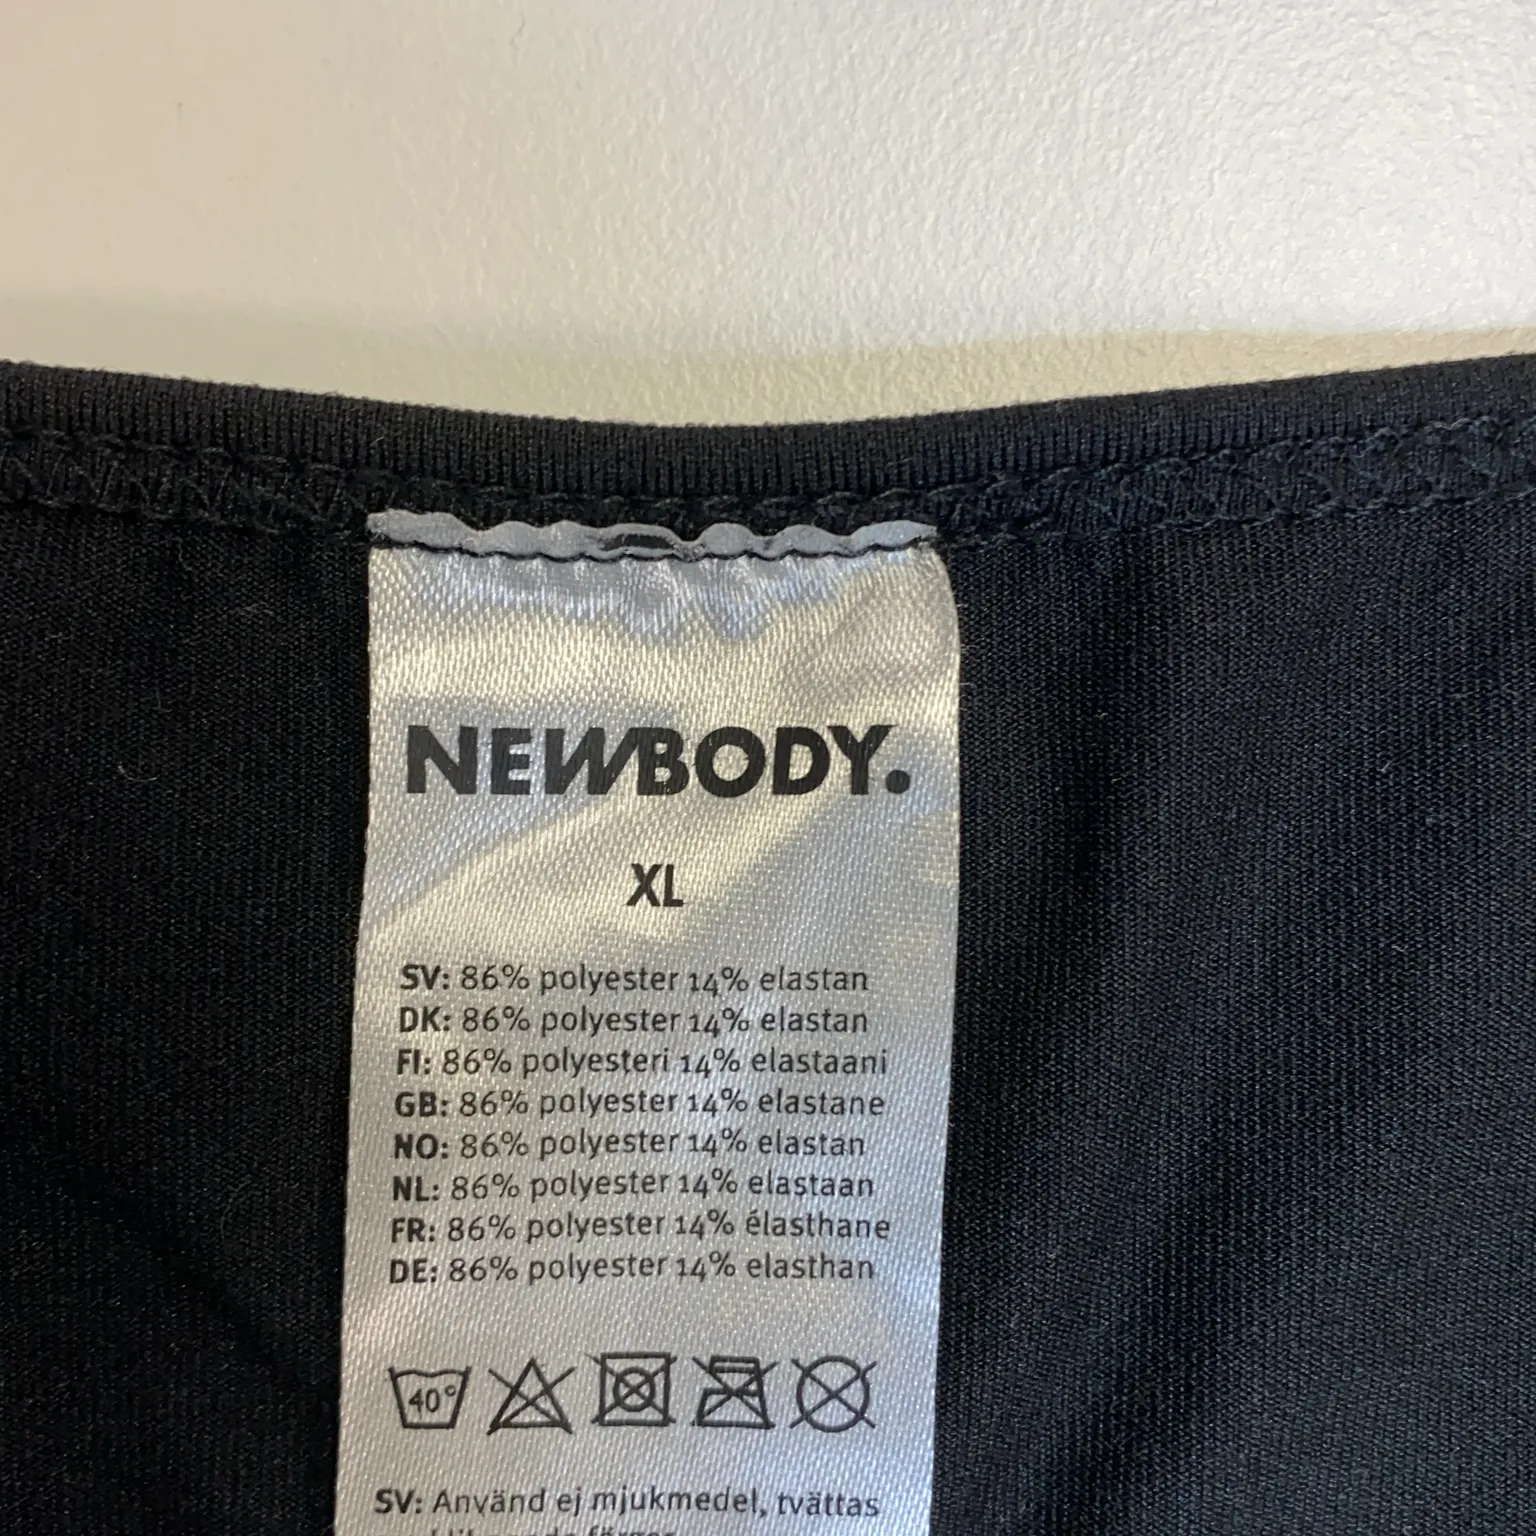 NEWBODY.
XL
SV: 86% polyester 14% elastan
DK: 86% polyester 14% elastan
FI: 86% polyesteri 14% elastaani
GB: 86% polyester 14% elastane
NO: 86% polyester 14% elastan
NL: 86% polyester 14% elastaan
FR: 86% polyester 14% élasthane
DE: 86% polyester 14% elasthan
40°
SV: Använd ej mjukmedel, tvättas